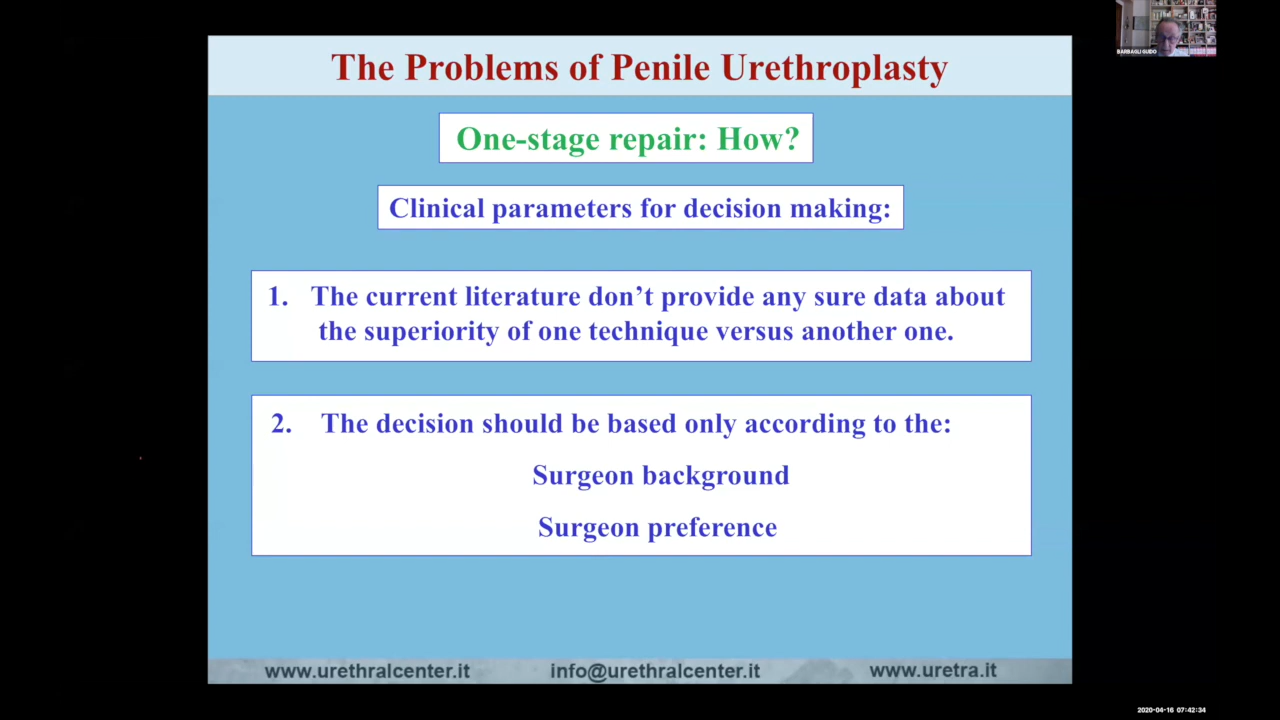 The Problems of Penile Urethroplasty
BARBAGLI GUIDO
One-stage repair: How?
Clinical parameters for decision making:
1. The current literature don't provide any sure data about
the superiority of one technique versus another one.
2. The decision should be based only according to the:
Surgeon background
Surgeon preference
www.urethralcenter.it info@urethralcenter.it www.uretra.it
2020-04-16 07:42:34